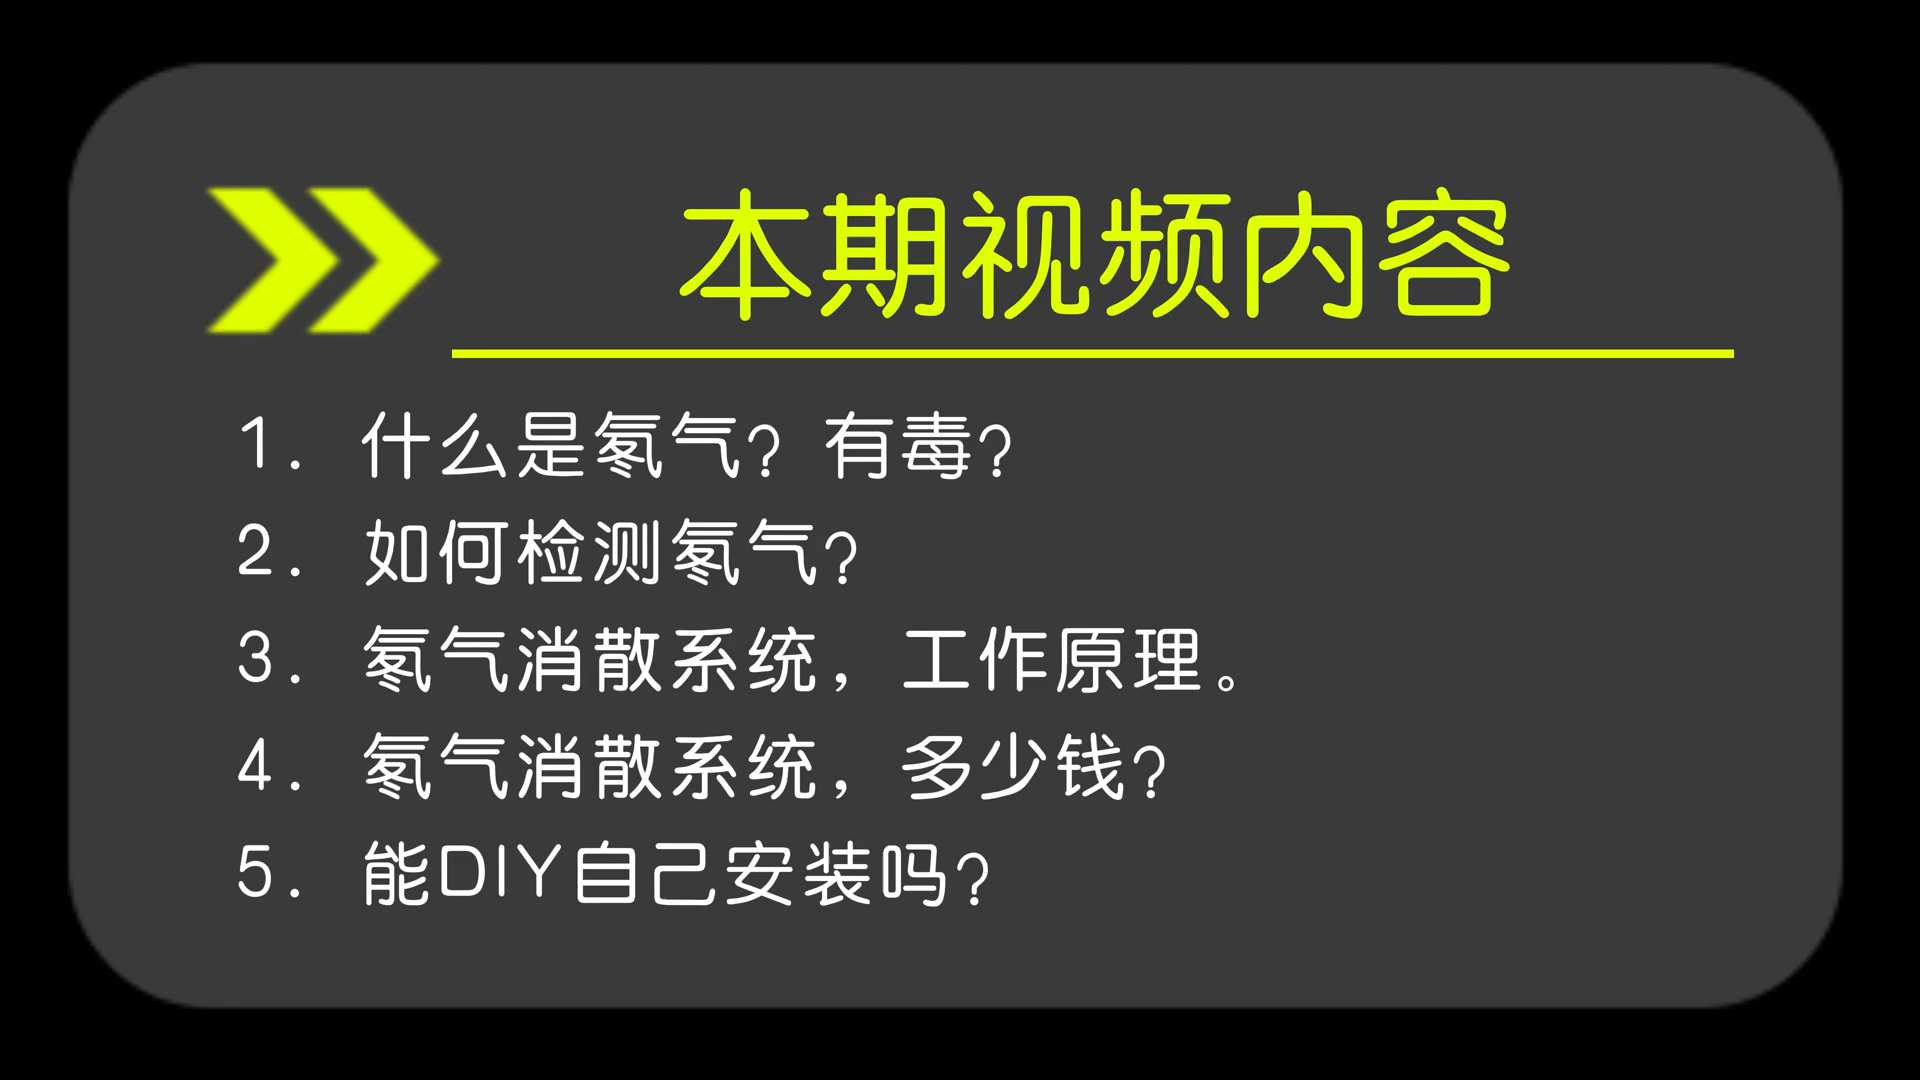 本期视频内容
1. 什么是氡气？有毒？
2. 如何检测氡气？
3. 氡气消散系统，工作原理。
4. 氡气消散系统，多少钱？
5. 能DIY自己安装吗？